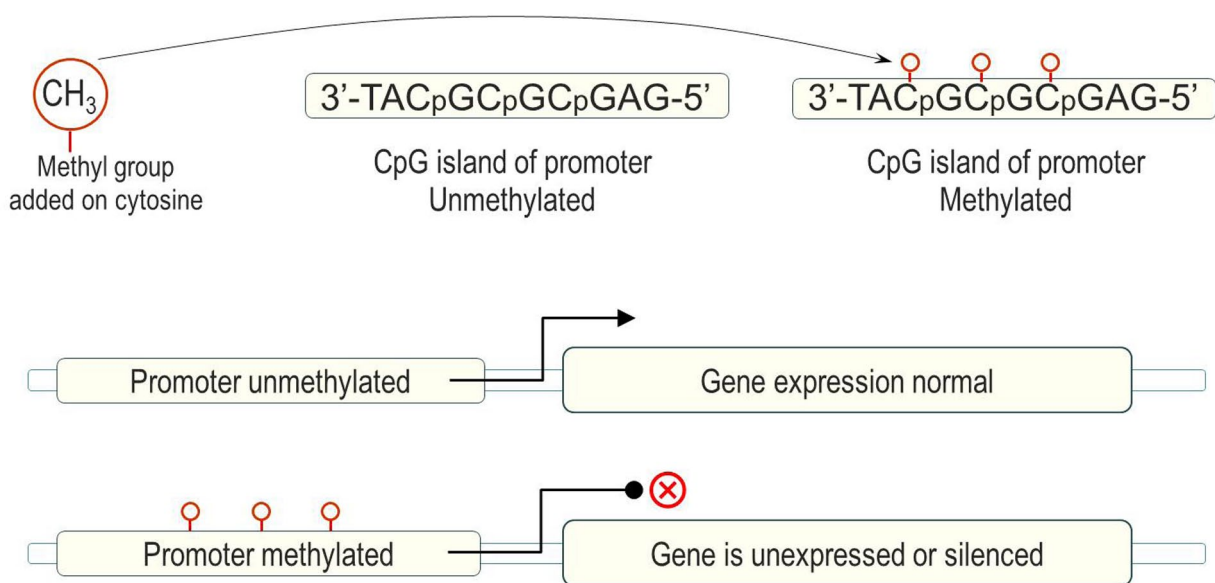 CH₃
Methyl group
added on cytosine
3'-TACpGCpGCpGAG-5'
CpG island of promoter
Unmethylated
3'-TACpGCpGCpGAG-5'
CpG island of promoter
Methylated
Promoter unmethylated
Gene expression normal
Promoter methylated
Gene is unexpressed or silenced